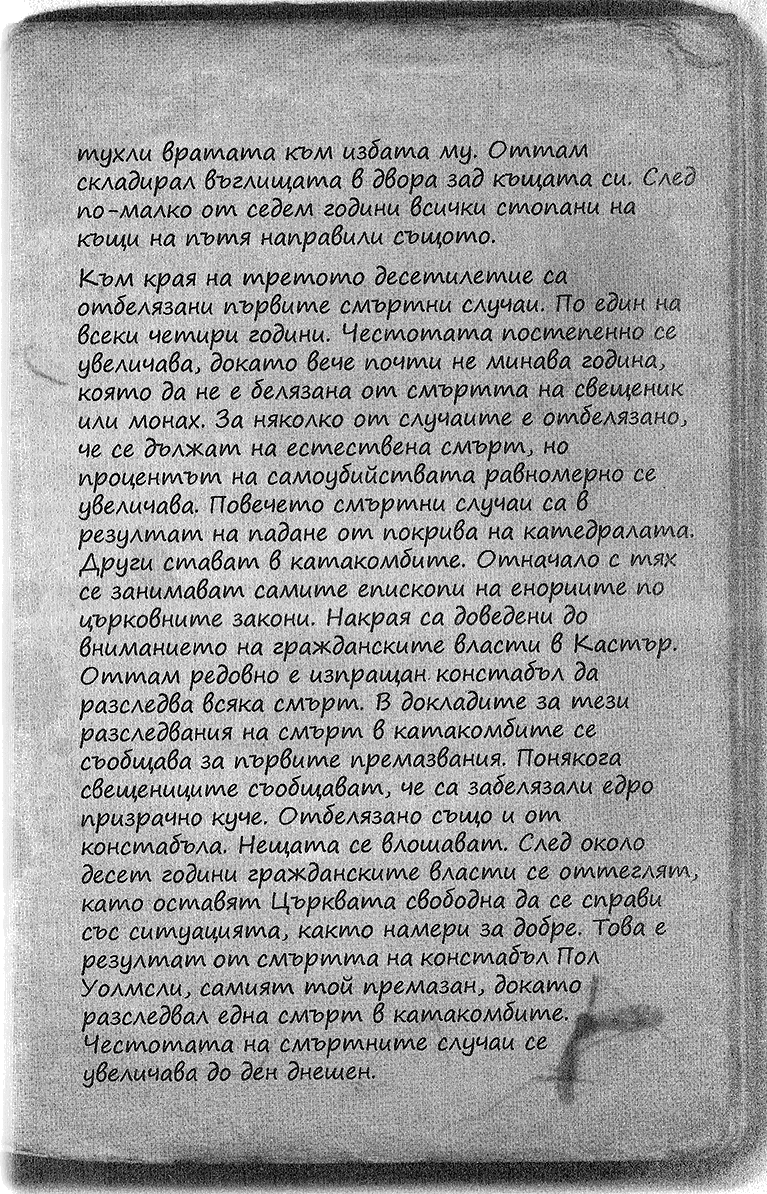 тухли вратата към избата му. Оттам
складирал въглищата в двора зад къщата си. След
по-малко от седем години всички стопани на
къщи на пътя направили същото.
Към края на третото десетилетие са
отбелязани първите смъртни случаи. По един на
всеки четири години. Честотата постепенно се
увеличава, докато вече почти не минава година,
която да не е белязана от смъртта на свещеник
или монах. За няколко от случаите е отбелязано,
че се дължат на естествена смърт, но
процентът на самоубийствата равномерно се
увеличава. Повечето смъртни случаи са в
резултат на падане от покрива на катедралата.
Други стават в катакомбите. Отначало с тях
се занимават самите епископи на енориите по
църковните закони. Накрая са доведени до
вниманието на гражданските власти в Кастър.
Оттам редовно е изпращан констабъл да
разследва всяка смърт. В докладите за тези
разследвания на смърт в катакомбите се
съобщава за първите премазвания. Понякога
свещениците съобщават, че са забелязали едро
призрачно куче. Отбелязано също и от
констабъла. Нещата се влошават. След около
десет години гражданските власти се оттеглят,
като оставят Църквата свободна да се справи
със ситуацията, както намери за добре. Това е
резултат от смъртта на констабъл Пол
Уолмсли, самият той премазан, докато
разследвал една смърт в катакомбите.
Честотата на смъртните случаи се
увеличава до ден днешен.